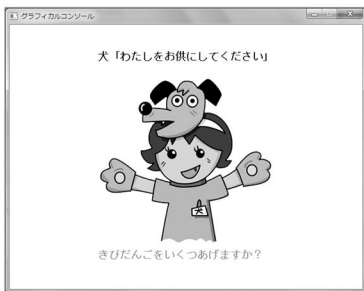 グラフィカルコンソール
犬「わたしをお供にしてください」
犬
きびだんごをいくつあげますか？